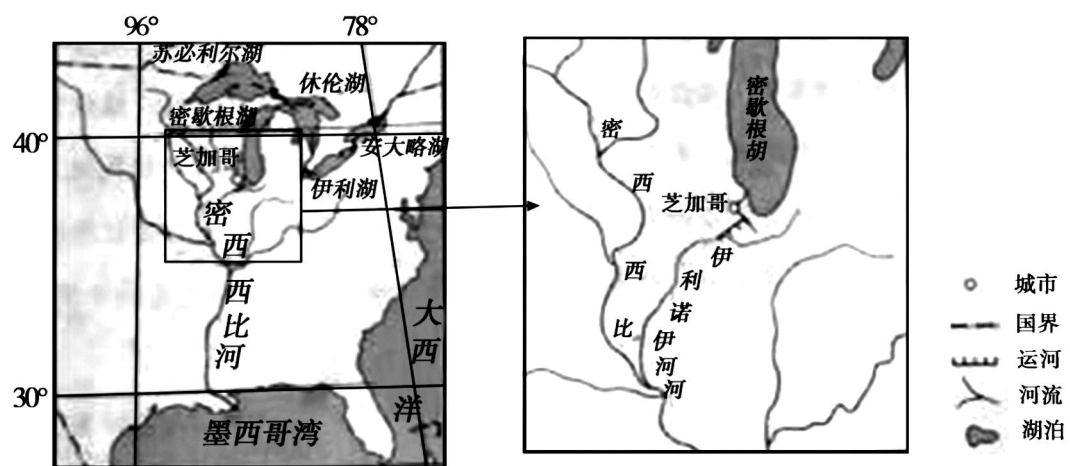 96°
78°
苏必利尔湖
休伦湖
密歇根湖
40°
安大略湖
芝加哥
伊利湖
密西西比河
大西洋
30°
墨西哥湾
密歇根胡
密西西比河
芝加哥
伊利诺伊河
城市
国界
运河
河流
湖泊